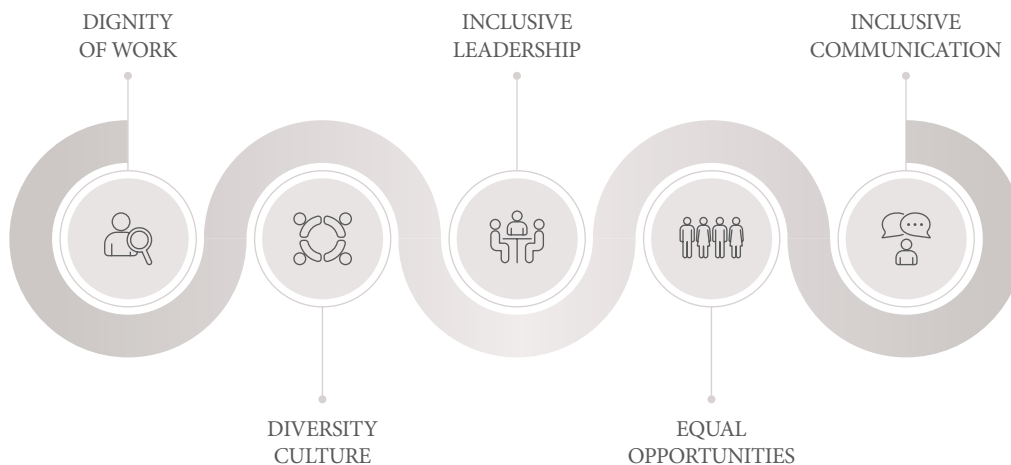 DIGNITY
OF WORK
INCLUSIVE
LEADERSHIP
INCLUSIVE
COMMUNICATION
DIVERSITY
CULTURE
EQUAL
OPPORTUNITIES